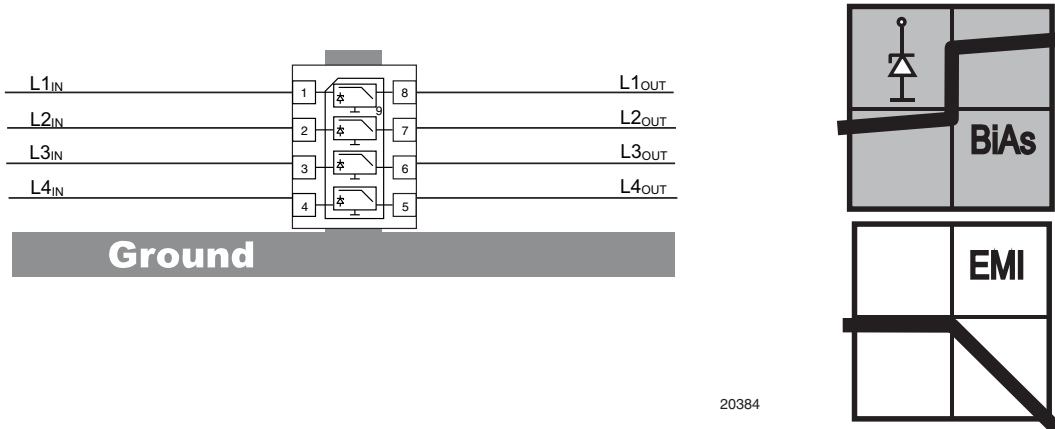 L1IN
L1OUT
1
8
9
L2IN
L2OUT
2
7
L3IN
L3OUT
3
6
L4IN
L4OUT
4
5
Ground
BiAs
EMI
20384